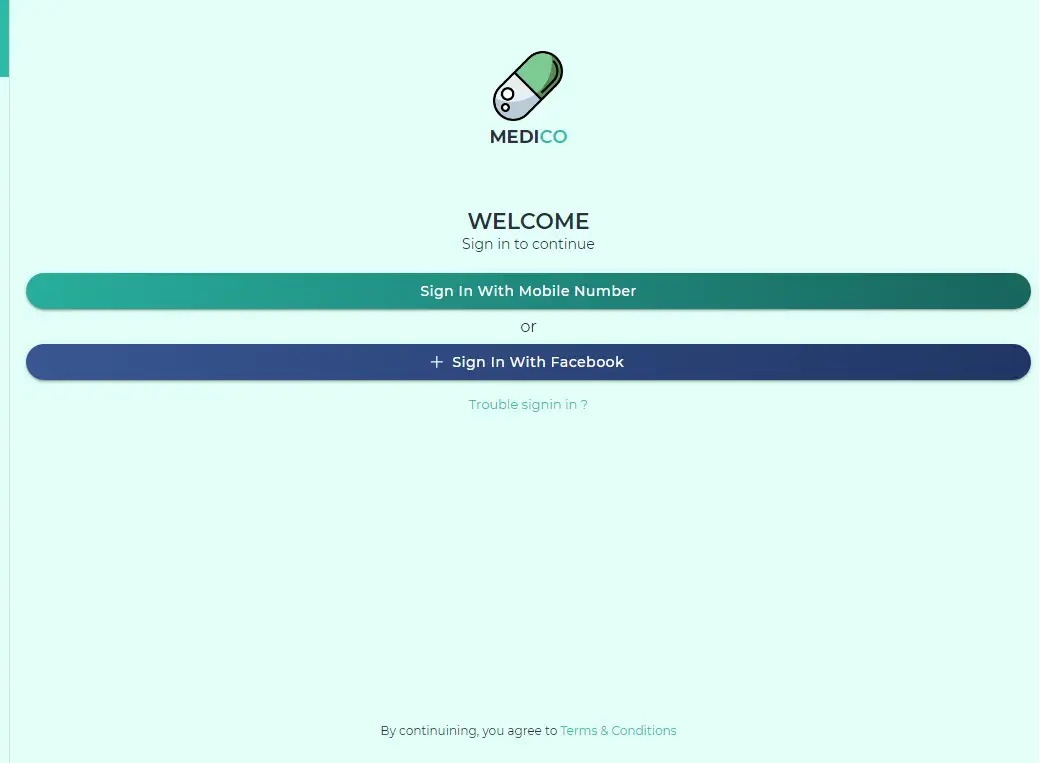 MEDICO
WELCOME
Sign in to continue
Sign In With Mobile Number
or
+ Sign In With Facebook
Trouble signin in ?
By continuining, you agree to Terms & Conditions